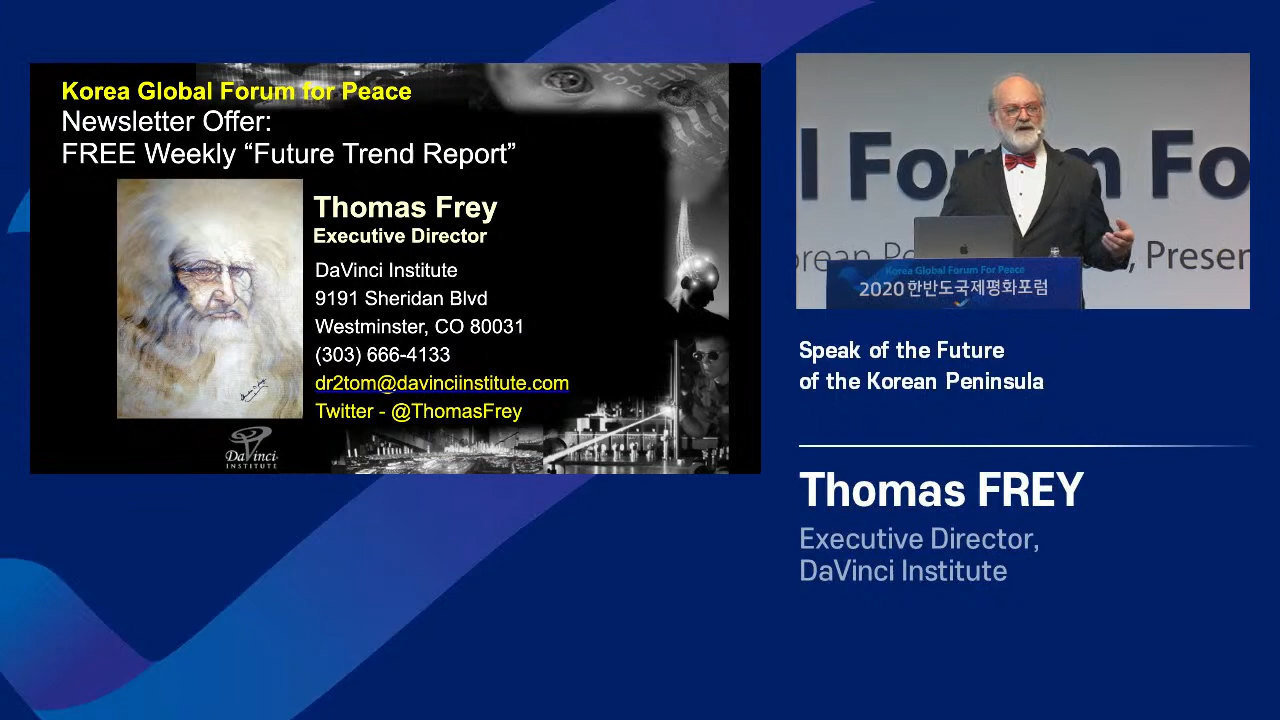 Korea Global Forum for Peace
Newsletter Offer:
FREE Weekly “Future Trend Report”
Thomas Frey
Executive Director
DaVinci Institute
9191 Sheridan Blvd
Westminster, CO 80031
(303) 666-4133
dr2tom@davinciinstitute.com
Twitter - @ThomasFrey
DaVinci
INSTITUTE
l Forum Fo
orean Pe , Presen
Korea Global Forum For Peace
2020 한반도국제평화포럼
Speak of the Future
of the Korean Peninsula
Thomas FREY
Executive Director,
DaVinci Institute